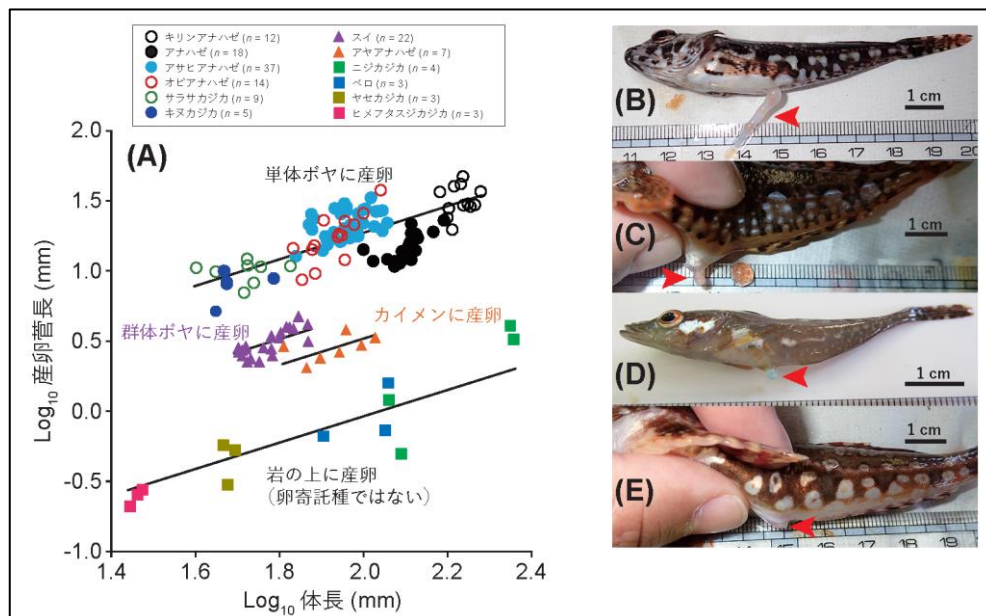 キリンアナハゼ (n = 12)
アナハゼ (n = 18)
アサヒアナハゼ (n = 37)
オビアナハゼ (n = 14)
サラサカジカ (n = 9)
キヌカジカ (n = 5)
スイ (n = 22)
アヤアナハゼ (n = 7)
ニジカジカ (n = 4)
ベロ (n = 3)
ヤセカジカ (n = 3)
ヒメフタスジカジカ (n = 3)
(A)
Log10 産卵菅長 (mm)
2.0
1.5
1.0
0.5
0.0
-0.5
-1.0
単体ボヤに産卵
群体ボヤに産卵
カイメンに産卵
岩の上に産卵
(卵寄託種ではない)
1.4 1.6 1.8 2.0 2.2 2.4
Log10 体長 (mm)
(B)
1 cm
11 12 13 14 15 16 17 18 19 20
(C)
1 cm
(D)
1 cm
(E)
1 cm
14 15 16 17 18 19 20